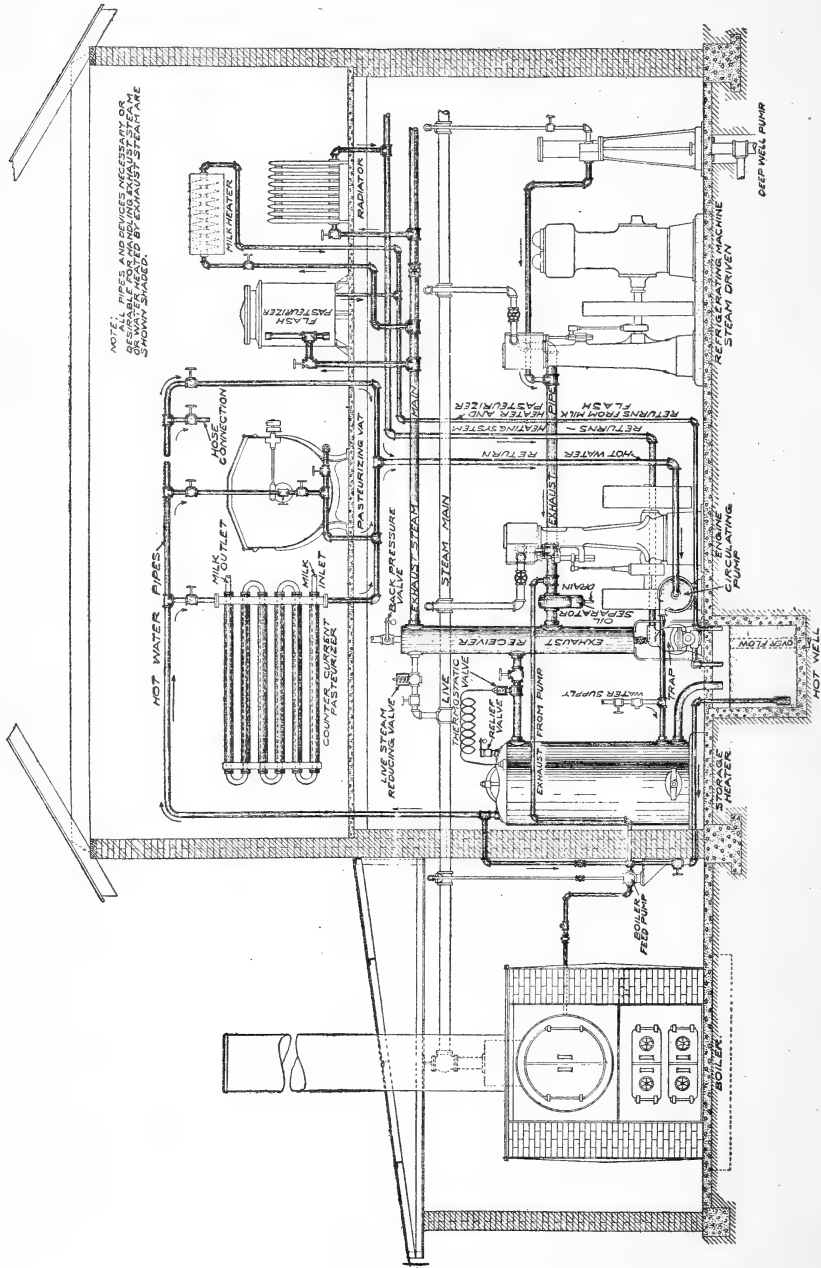 NOTE:
ALL PIPES AND DEVICES NECESSARY OR
DESIRABLE FOR HANDLING EXHAUST STEAM
OR WATER HEATED BY EXHAUST STEAM ARE
SHOWN SHADED.
HOT WATER PIPES
MILK
OUTLET
MILK
INLET
COUNTER CURRENT
PASTEURIZER
HOSE
CONNECTION
PASTEURIZING VAT
FLASH
PASTEURIZER
MILK HEATER
RADIATOR
BACK PRESSURE
VALVE
EXHAUST STEAM MAIN
LIVE STEAM MAIN
LIVE STEAM
REDUCING VALVE
THERMOSTATIC
VALVE
RELIEF
VALVE
EXHAUST FROM PUMP
EXHAUST RECEIVER
OIL
SEPARATOR
DRAIN
EXHAUST PIPE
HOT WATER RETURN
RETURNS - HEATING SYSTEM
RETURNS FROM MILK
HEATER AND
FLASH PASTEURIZER
WATER SUPPLY
TRAP
BOILER
FEED PUMP
BOILER
STORAGE
HEATER
OVERFLOW
HOT WELL
ENGINE
CIRCULATING
PUMP
REFRIGERATING MACHINE
STEAM DRIVEN
DEEP WELL PUMP